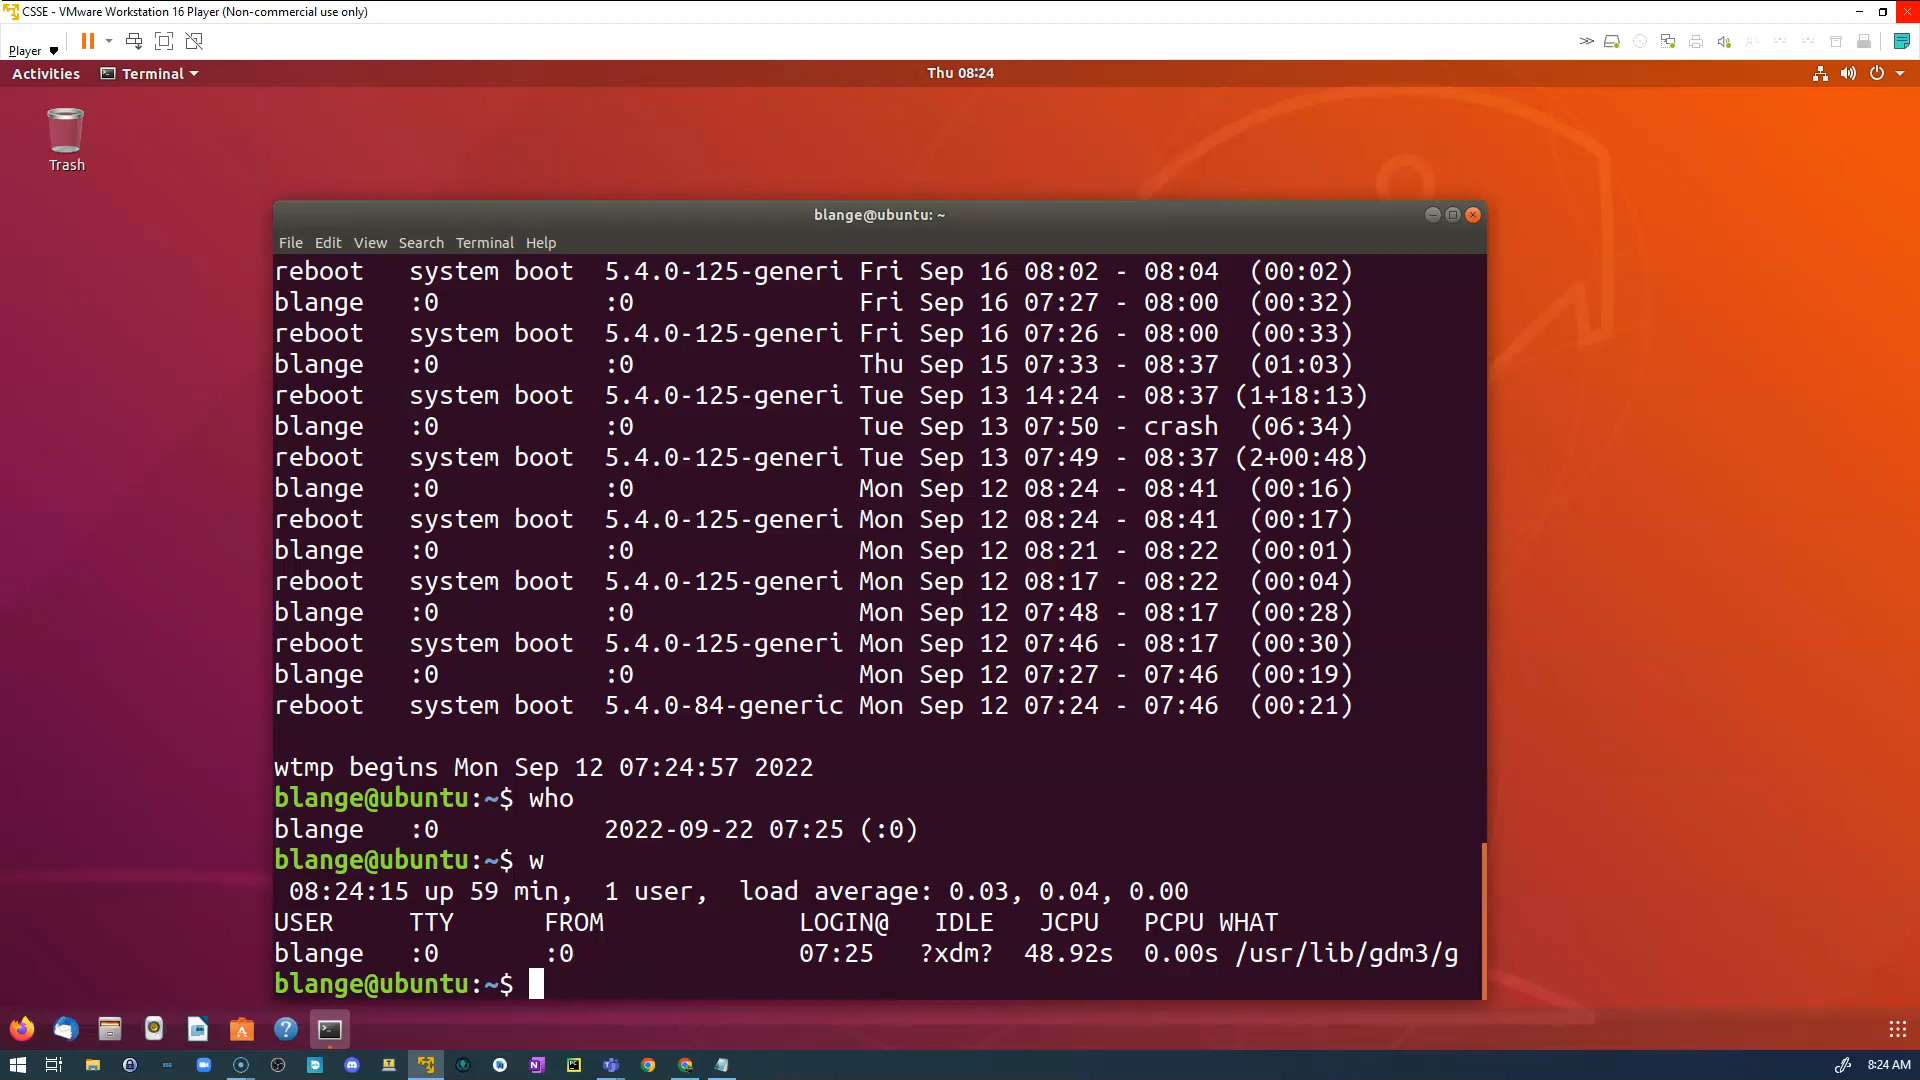 CSSE - VMware Workstation 16 Player (Non-commercial use only)
Player
Activities Terminal Thu 08:24
Trash
blange@ubuntu: ~
File Edit View Search Terminal Help
reboot   system boot  5.4.0-125-generi Fri Sep 16 08:02 - 08:04  (00:02)
blange   :0           :0               Fri Sep 16 07:27 - 08:00  (00:32)
reboot   system boot  5.4.0-125-generi Fri Sep 16 07:26 - 08:00  (00:33)
blange   :0           :0               Thu Sep 15 07:33 - 08:37  (01:03)
reboot   system boot  5.4.0-125-generi Tue Sep 13 14:24 - 08:37 (1+18:13)
blange   :0           :0               Tue Sep 13 07:50 - crash  (06:34)
reboot   system boot  5.4.0-125-generi Tue Sep 13 07:49 - 08:37 (2+00:48)
blange   :0           :0               Mon Sep 12 08:24 - 08:41  (00:16)
reboot   system boot  5.4.0-125-generi Mon Sep 12 08:24 - 08:41  (00:17)
blange   :0           :0               Mon Sep 12 08:21 - 08:22  (00:01)
reboot   system boot  5.4.0-125-generi Mon Sep 12 08:17 - 08:22  (00:04)
blange   :0           :0               Mon Sep 12 07:48 - 08:17  (00:28)
reboot   system boot  5.4.0-125-generi Mon Sep 12 07:46 - 08:17  (00:30)
blange   :0           :0               Mon Sep 12 07:27 - 07:46  (00:19)
reboot   system boot  5.4.0-84-generic Mon Sep 12 07:24 - 07:46  (00:21)
wtmp begins Mon Sep 12 07:24:57 2022
blange@ubuntu:~$ who
blange   :0           2022-09-22 07:25 (:0)
blange@ubuntu:~$ w
 08:24:15 up 59 min,  1 user,  load average: 0.03, 0.04, 0.00
USER     TTY      FROM             LOGIN@   IDLE   JCPU   PCPU WHAT
blange   :0       :0               07:25   ?xdm?  48.92s  0.00s /usr/lib/gdm3/g
blange@ubuntu:~$
8:24 AM